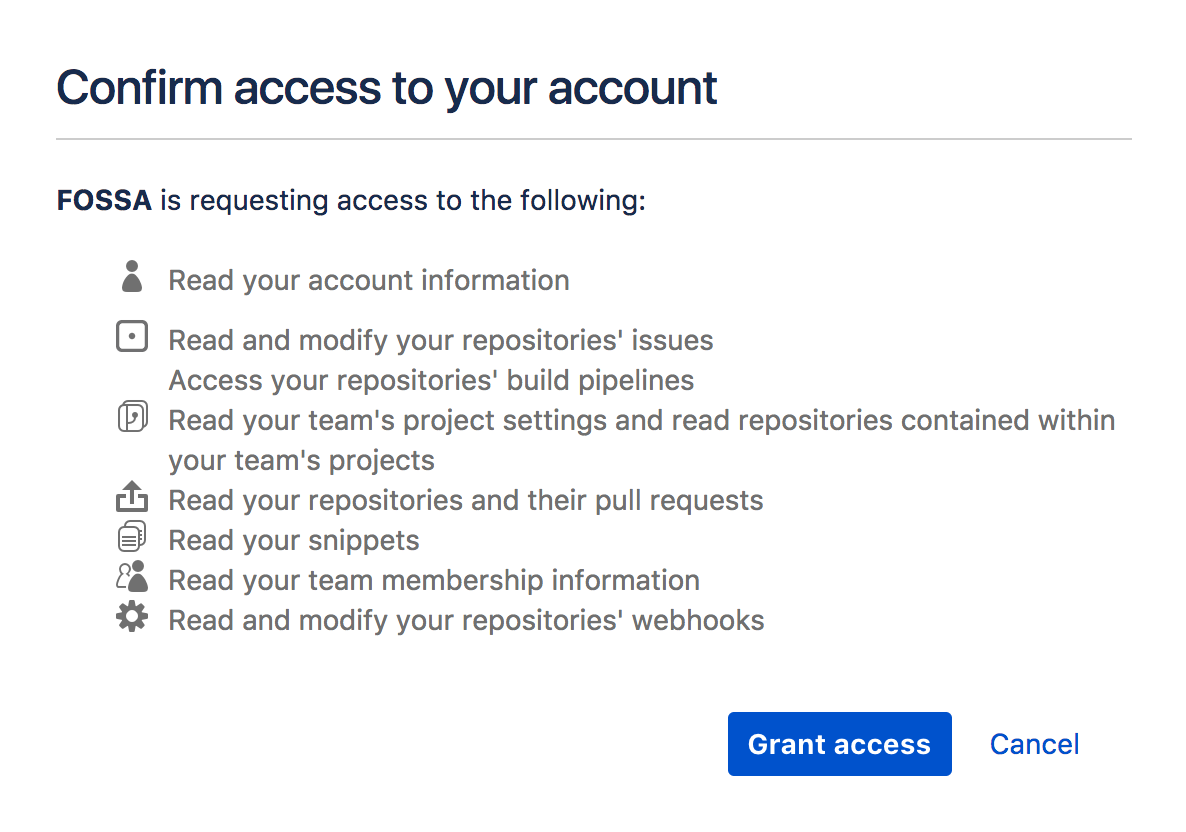 Confirm access to your account
FOSSA is requesting access to the following:
Read your account information
Read and modify your repositories' issues
Access your repositories' build pipelines
Read your team's project settings and read repositories contained within
your team's projects
Read your repositories and their pull requests
Read your snippets
Read your team membership information
Read and modify your repositories' webhooks
Grant access
Cancel